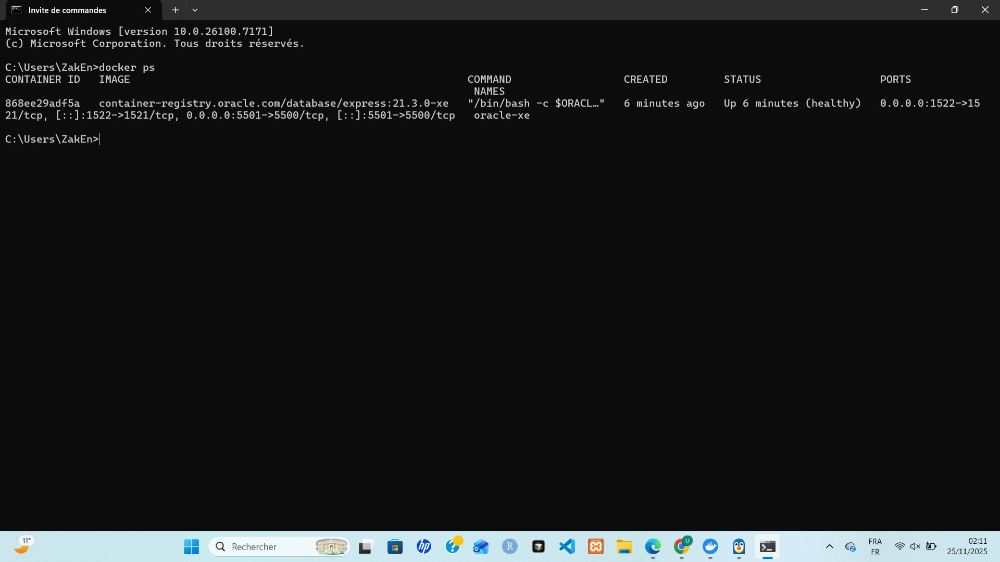 Invite de commandes
Microsoft Windows [version 10.0.26100.7171]
(c) Microsoft Corporation. Tous droits réservés.
C:\Users\ZakEn>docker ps
CONTAINER ID   IMAGE   COMMAND   CREATED   STATUS   PORTS
NAMES
868ee29adf5a   container-registry.oracle.com/database/express:21.3.0-xe   "/bin/bash -c $ORACL…"   6 minutes ago   Up 6 minutes (healthy)   0.0.0.0:1522->15
21/tcp, [::]:1522->1521/tcp, 0.0.0.0:5501->5500/tcp, [::]:5501->5500/tcp   oracle-xe
C:\Users\ZakEn>
11°
Rechercher
hp
?
O
R
U
FRA
FR
02:11
25/11/2025